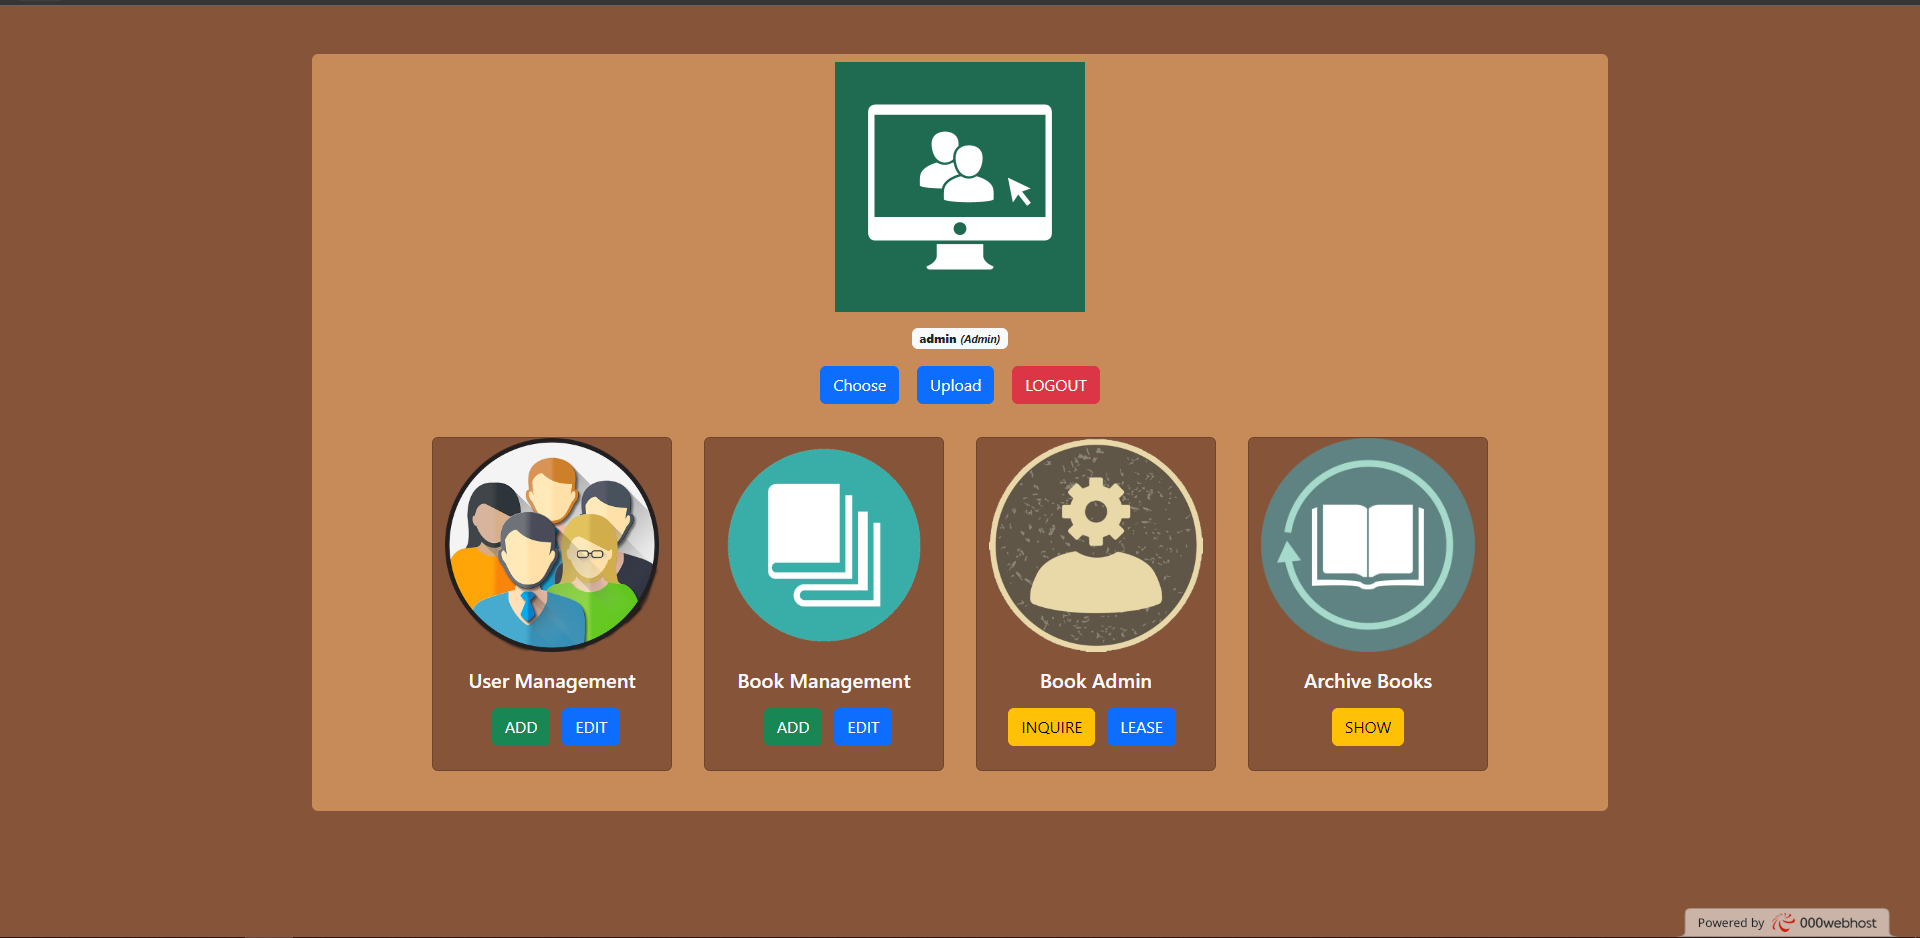 admin (Admin)
Choose Upload LOGOUT
User Management
ADD EDIT
Book Management
ADD EDIT
Book Admin
INQUIRE LEASE
Archive Books
SHOW
Powered by 000webhost